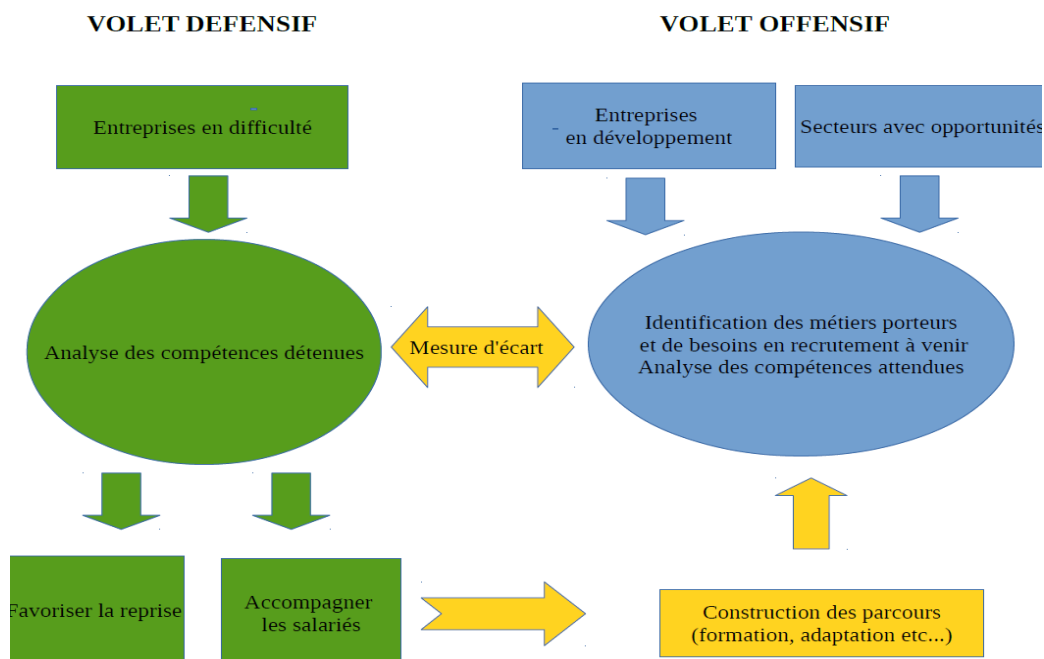 VOLET DEFENSIF
VOLET OFFENSIF
Entreprises en difficulté
Entreprises
en développement
Secteurs avec opportunités
Analyse des compétences détenues
Mesure d'écart
Identification des métiers porteurs
et de besoins en recrutement à venir
Analyse des compétences attendues
Favoriser la reprise
Accompagner
les salariés
Construction des parcours
(formation, adaptation etc...)